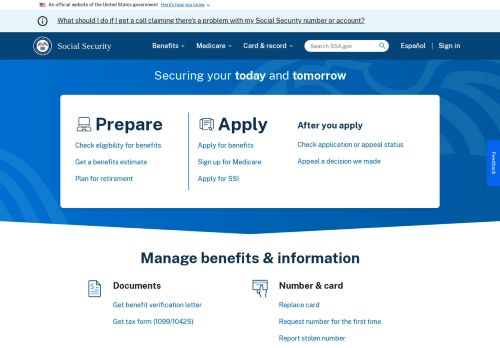 An official website of the United States government Here's how you know
What should I do if I get a call claiming there's a problem with my Social Security number or account?
Social Security
Benefits
Medicare
Card & record
Search SSA.gov
Español
Sign in
Securing your today and tomorrow
Prepare
Check eligibility for benefits
Get a benefits estimate
Plan for retirement
Apply
Apply for benefits
Sign up for Medicare
Apply for SSI
After you apply
Check application or appeal status
Appeal a decision we made
Feedback
Manage benefits & information
Documents
Get benefit verification letter
Get tax form (1099/1042S)
Number & card
Replace card
Request number for the first time
Report stolen number